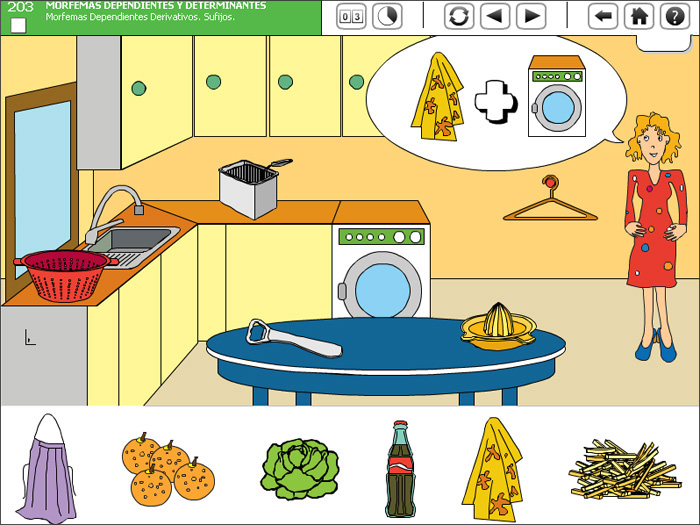 203
MORFEMAS DEPENDIENTES Y DETERMINANTES
Morfemas Dependientes Derivativos. Sufijos.
03
?